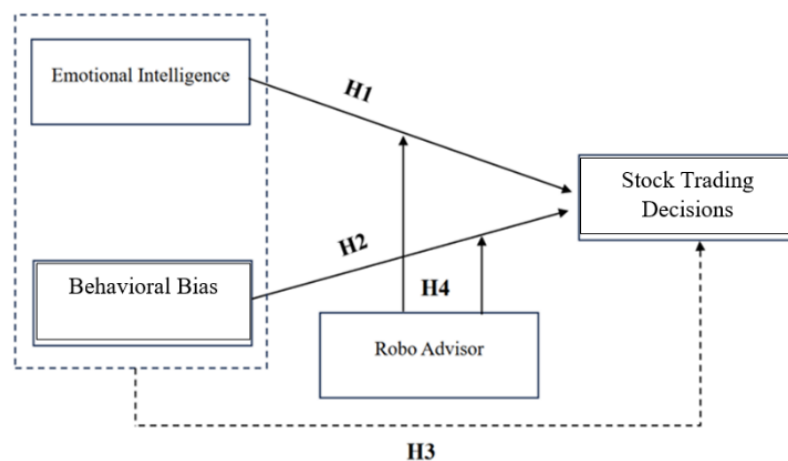 Emotional Intelligence
H1
Stock Trading
Decisions
H2
Behavioral Bias
H4
Robo Advisor
H3